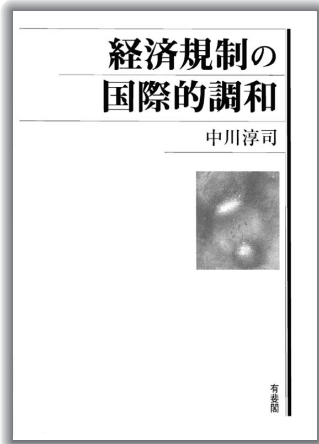 経済規制の
国際的調和
中川淳司
有斐閣